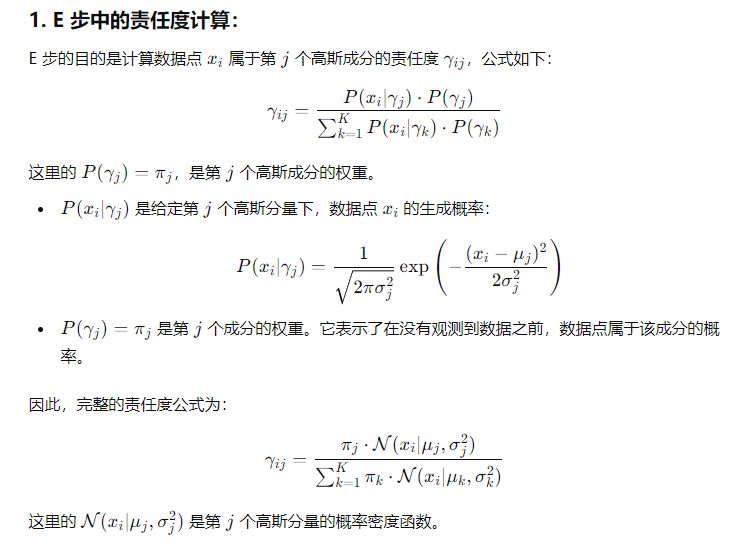 1. E 步中的责任度计算：
E 步的目的是计算数据点 $x_i$ 属于第 $j$ 个高斯成分的责任度 $\gamma_{ij}$，公式如下：
$\gamma_{ij} = \frac{P(x_i|\gamma_j) \cdot P(\gamma_j)}{\sum_{k=1}^{K} P(x_i|\gamma_k) \cdot P(\gamma_k)}$
这里的 $P(\gamma_j) = \pi_j$，是第 $j$ 个高斯成分的权重。
• $P(x_i|\gamma_j)$ 是给定第 $j$ 个高斯分量下，数据点 $x_i$ 的生成概率：
$P(x_i|\gamma_j) = \frac{1}{\sqrt{2\pi\sigma_j^2}} \exp\left(-\frac{(x_i - \mu_j)^2}{2\sigma_j^2}\right)$
• $P(\gamma_j) = \pi_j$ 是第 $j$ 个成分的权重。它表示了在没有观测到数据之前，数据点属于该成分的概
率。
因此，完整的责任度公式为：
$\gamma_{ij} = \frac{\pi_j \cdot \mathcal{N}(x_i|\mu_j, \sigma_j^2)}{\sum_{k=1}^{K} \pi_k \cdot \mathcal{N}(x_i|\mu_k, \sigma_k^2)}$
这里的 $\mathcal{N}(x_i|\mu_j, \sigma_j^2)$ 是第 $j$ 个高斯分量的概率密度函数。